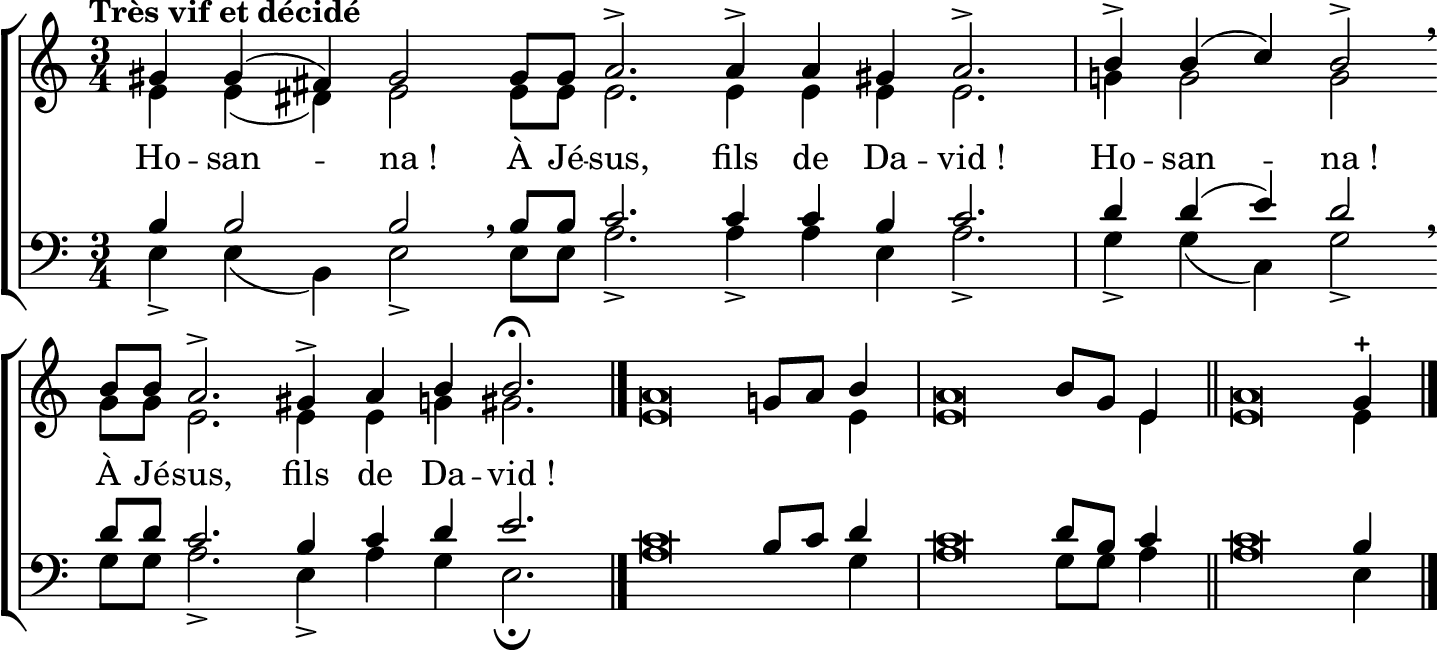 Très vif et décidé
Ho - san - na ! À Jé - sus, fils de Da - vid ! Ho - san - na !
À Jésus, fils de Da - vid !